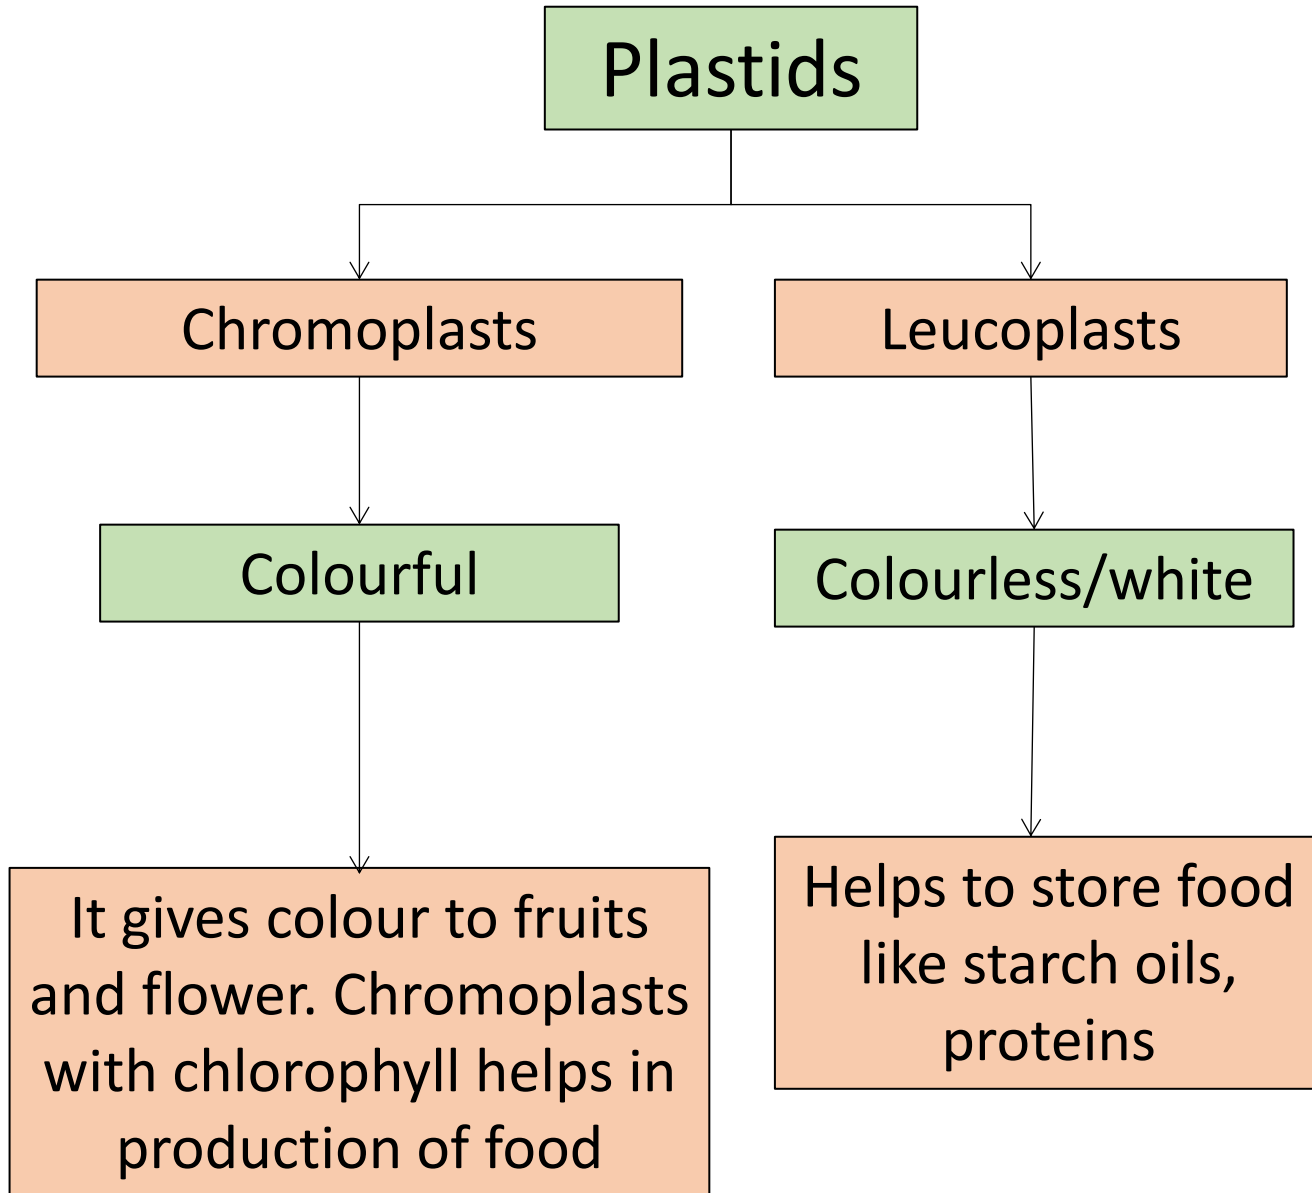 Plastids
Chromoplasts
Leucoplasts
Colourful
Colourless/white
It gives colour to fruits
and flower. Chromoplasts
with chlorophyll helps in
production of food
Helps to store food
like starch oils,
proteins